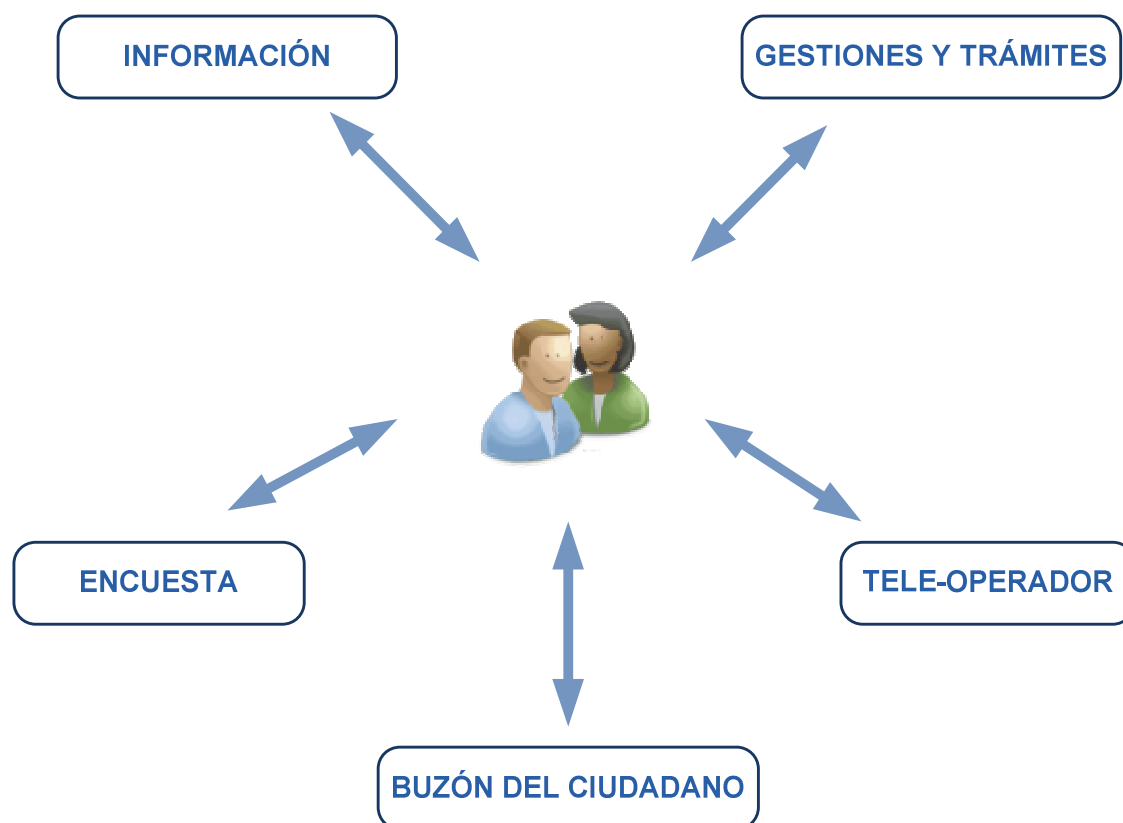 INFORMACIÓN
GESTIONES Y TRÁMITES
ENCUESTA
TELE-OPERADOR
BUZÓN DEL CIUDADANO